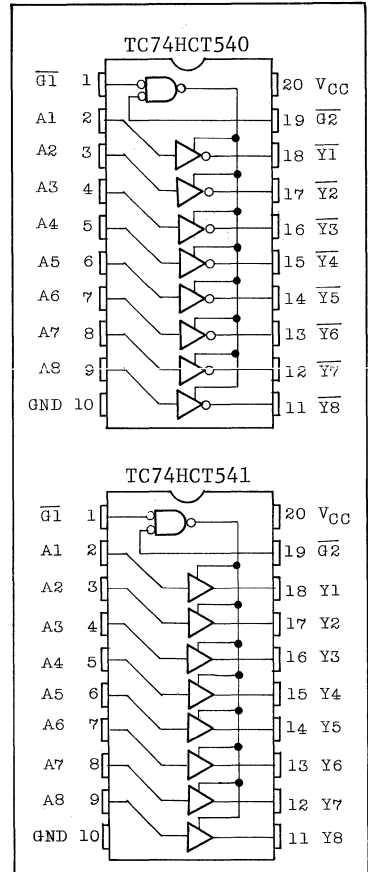 TC74HCT540
G1 1 20 VCC
A1 2 19 G2
A2 3 18 Y1
A3 4 17 Y2
A4 5 16 Y3
A5 6 15 Y4
A6 7 14 Y5
A7 8 13 Y6
A8 9 12 Y7
GND 10 11 Y8
TC74HCT541
G1 1 20 VCC
A1 2 19 G2
A2 3 18 Y1
A3 4 17 Y2
A4 5 16 Y3
A5 6 15 Y4
A6 7 14 Y5
A7 8 13 Y6
A8 9 12 Y7
GND 10 11 Y8